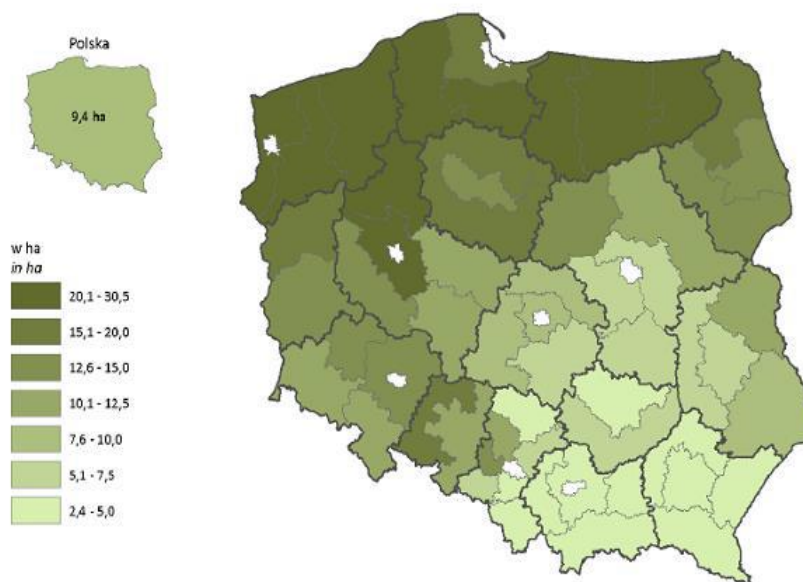 Polska
9,4 ha
w ha
in ha
20,1 - 30,5
15,1 - 20,0
12,6 - 15,0
10,1 - 12,5
7,6 - 10,0
5,1 - 7,5
2,4 - 5,0